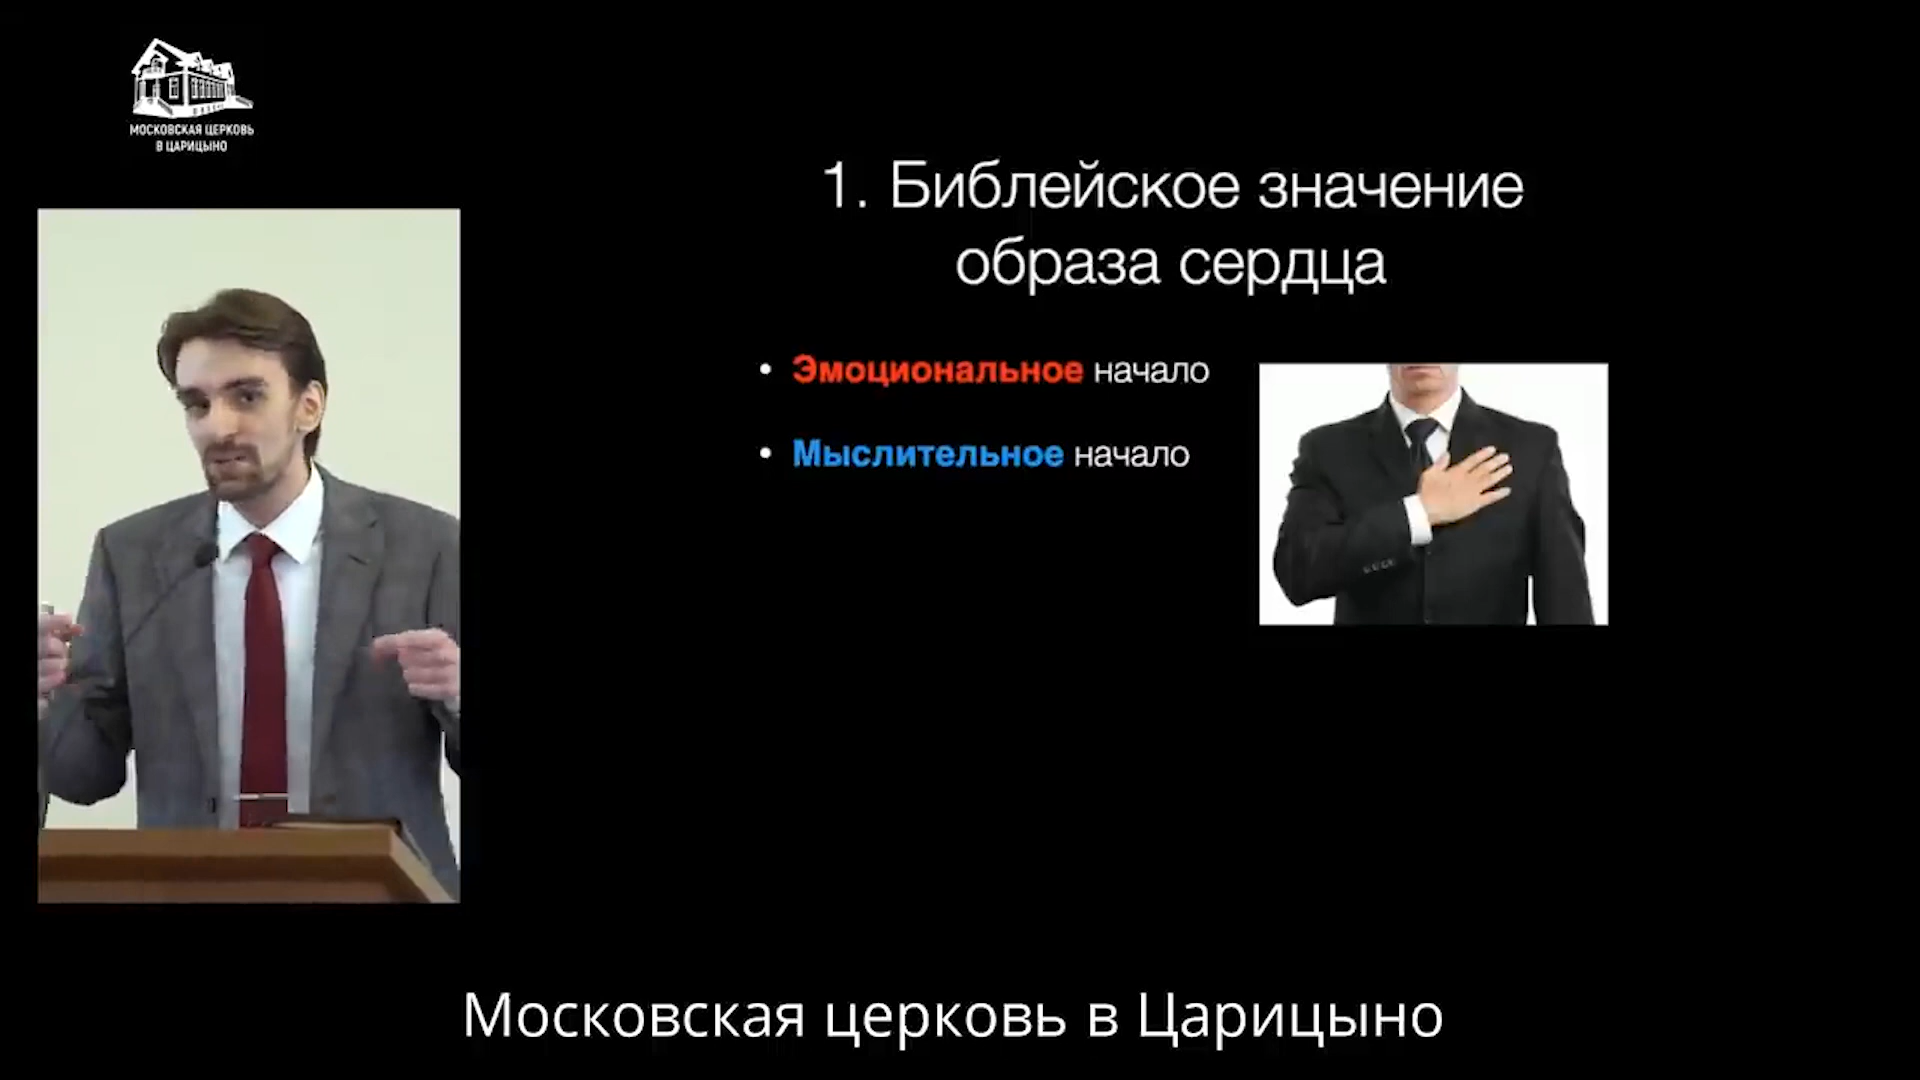 МОСКОВСКАЯ ЦЕРКОВЬ
В ЦАРИЦЫНО
1. Библейское значение
образа сердца
• Эмоциональное начало
• Мыслительное начало
Московская церковь в Царицыно